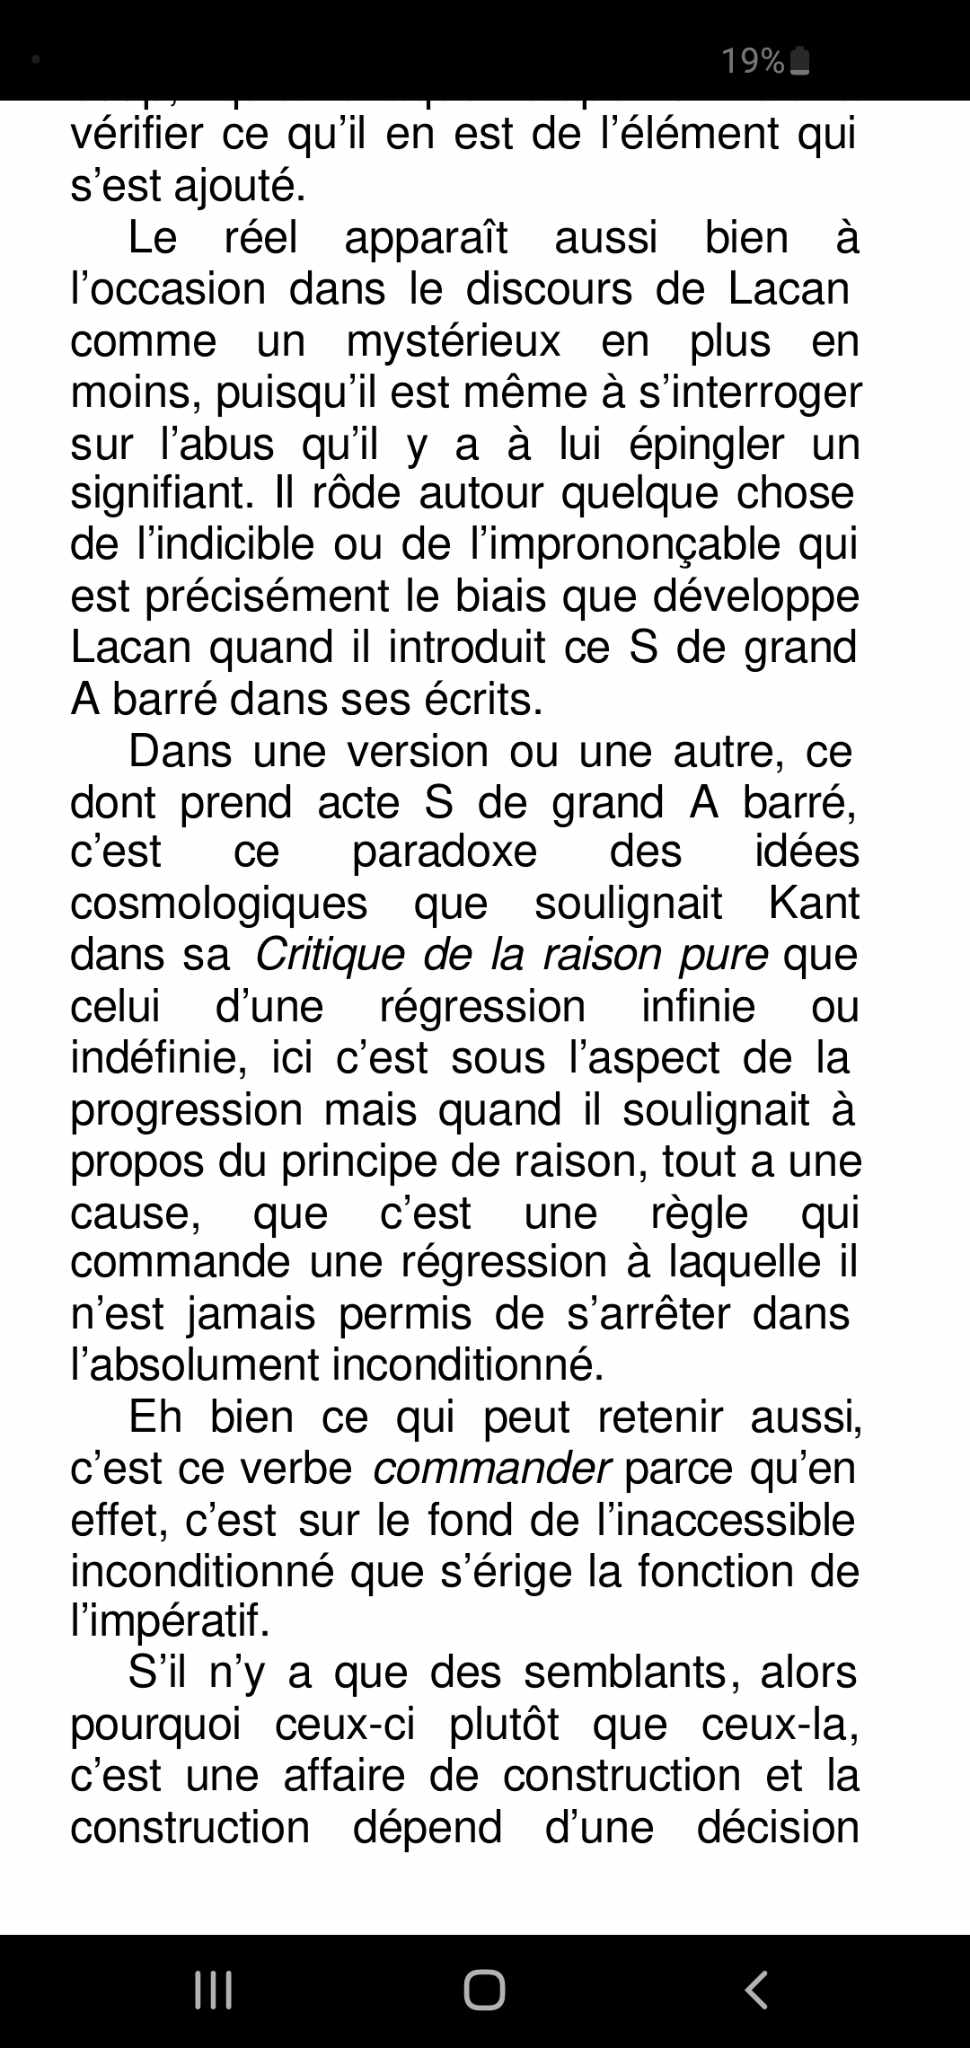 19%
vérifier ce qu’il en est de l’élément qui
s’est ajouté.
Le réel apparaît aussi bien à
l’occasion dans le discours de Lacan
comme un mystérieux en plus en
moins, puisqu’il est même à s’interroger
sur l’abus qu’il y a à lui épingler un
signifiant. Il rôde autour quelque chose
de l’indicible ou de l’imprononçable qui
est précisément le biais que développe
Lacan quand il introduit ce S de grand
A barré dans ses écrits.
Dans une version ou une autre, ce
dont prend acte S de grand A barré,
c’est ce paradoxe des idées
cosmologiques que soulignait Kant
dans sa Critique de la raison pure que
celui d’une régression infinie ou
indéfinie, ici c’est sous l’aspect de la
progression mais quand il soulignait à
propos du principe de raison, tout a une
cause, que c’est une règle qui
commande une régression à laquelle il
n’est jamais permis de s’arrêter dans
l’absolument inconditionné.
Eh bien ce qui peut retenir aussi,
c’est ce verbe commander parce qu’en
effet, c’est sur le fond de l’inaccessible
inconditionné que s’érige la fonction de
l’impératif.
S’il n’y a que des semblants, alors
pourquoi ceux-ci plutôt que ceux-la,
c’est une affaire de construction et la
construction dépend d’une décision